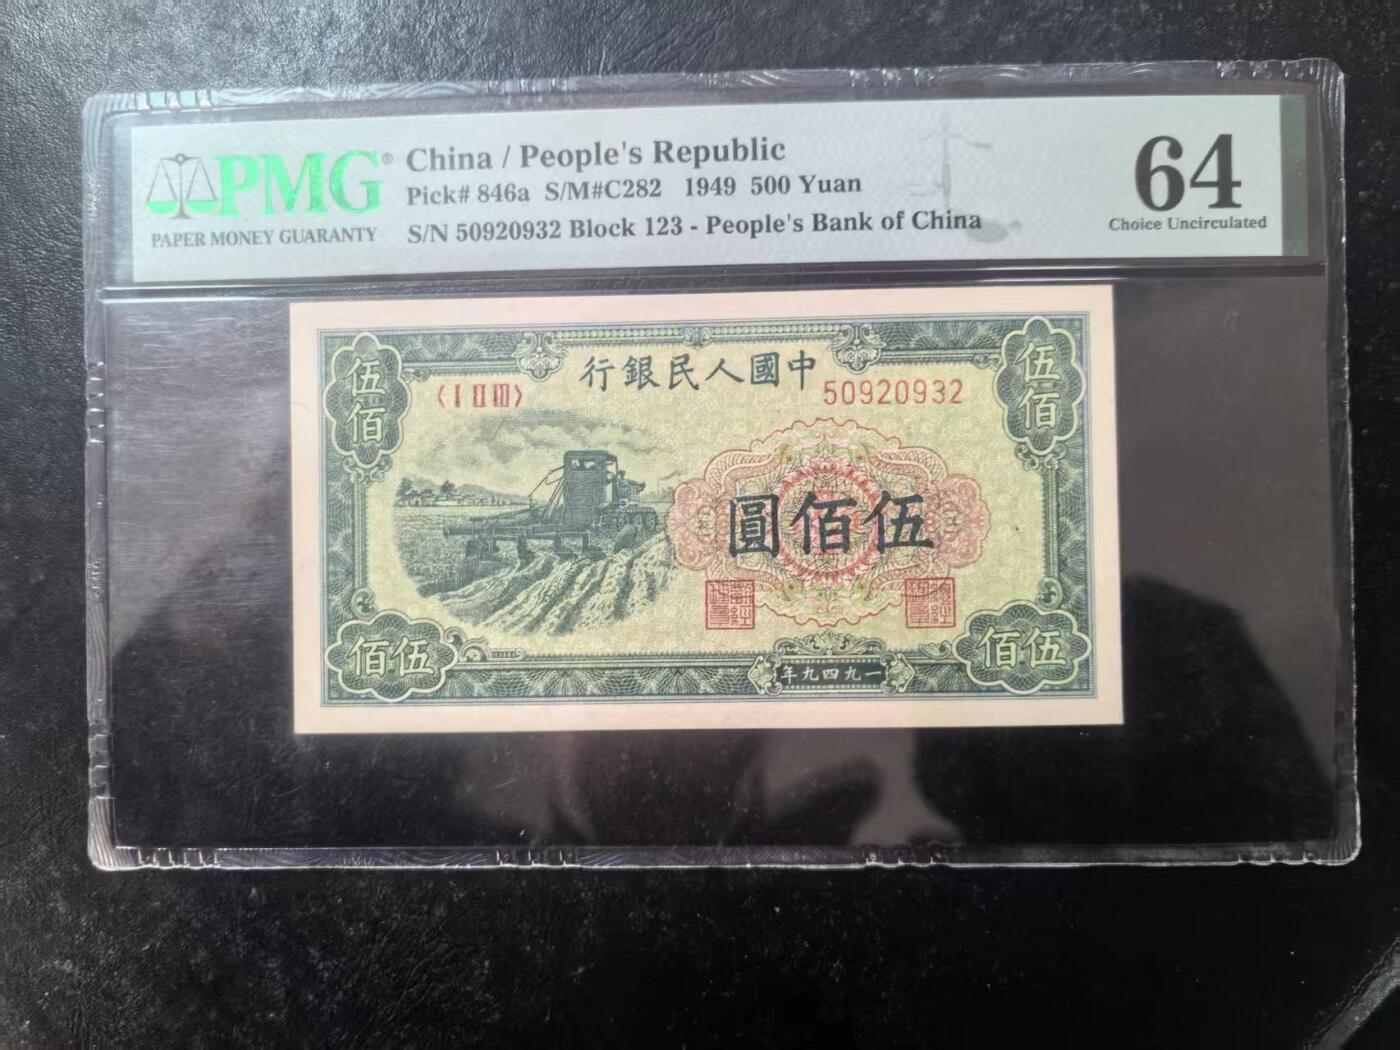 PMG®
PAPER MONEY GUARANTY
China / People's Republic
Pick# 846a S/M#C282 1949 500 Yuan
S/N 50920932 Block 123 - People's Bank of China
64
Choice Uncirculated
行銀民人國中
〈I II III〉
50920932
伍佰
伍佰
圓佰伍
佰伍
佰伍
年九四九一